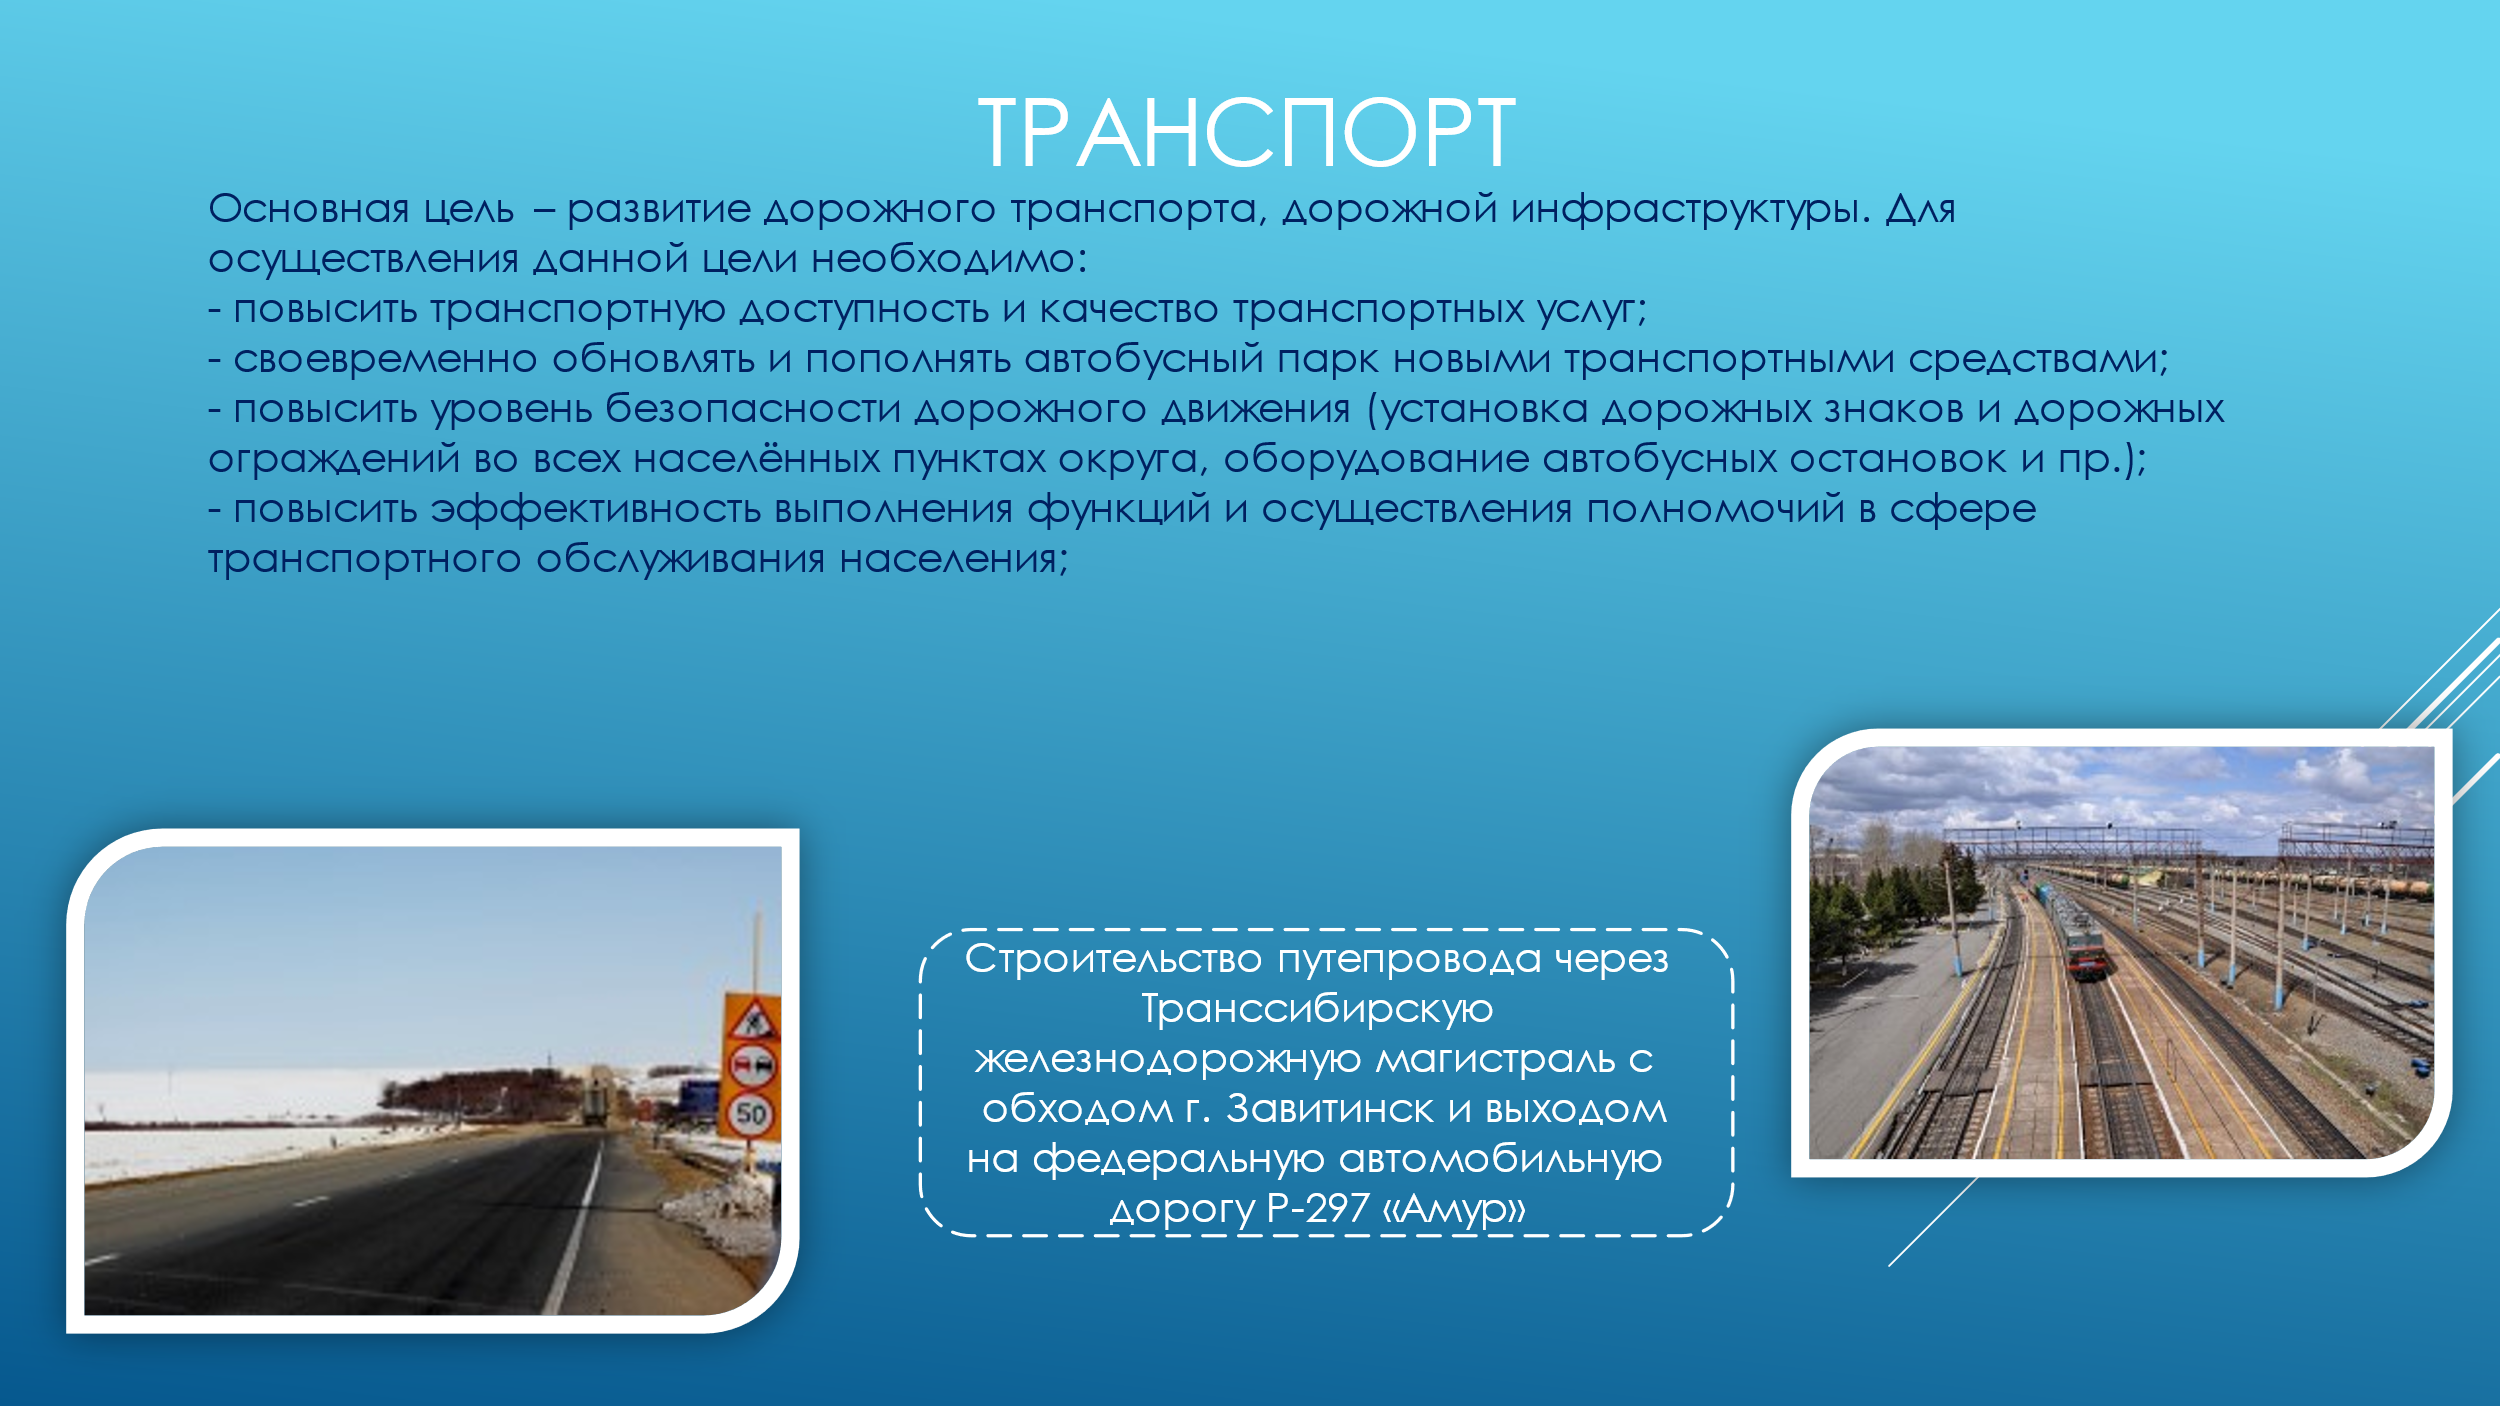 ТРАНСПОРТ
Основная цель – развитие дорожного транспорта, дорожной инфраструктуры. Для
осуществления данной цели необходимо:
- повысить транспортную доступность и качество транспортных услуг;
- своевременно обновлять и пополнять автобусный парк новыми транспортными средствами;
- повысить уровень безопасности дорожного движения (установка дорожных знаков и дорожных
ограждений во всех населённых пунктах округа, оборудование автобусных остановок и пр.);
- повысить эффективность выполнения функций и осуществления полномочий в сфере
транспортного обслуживания населения;
50
Строительство путепровода через
Транссибирскую
железнодорожную магистраль с
обходом г. Завитинск и выходом
на федеральную автомобильную
дорогу Р-297 «Амур»